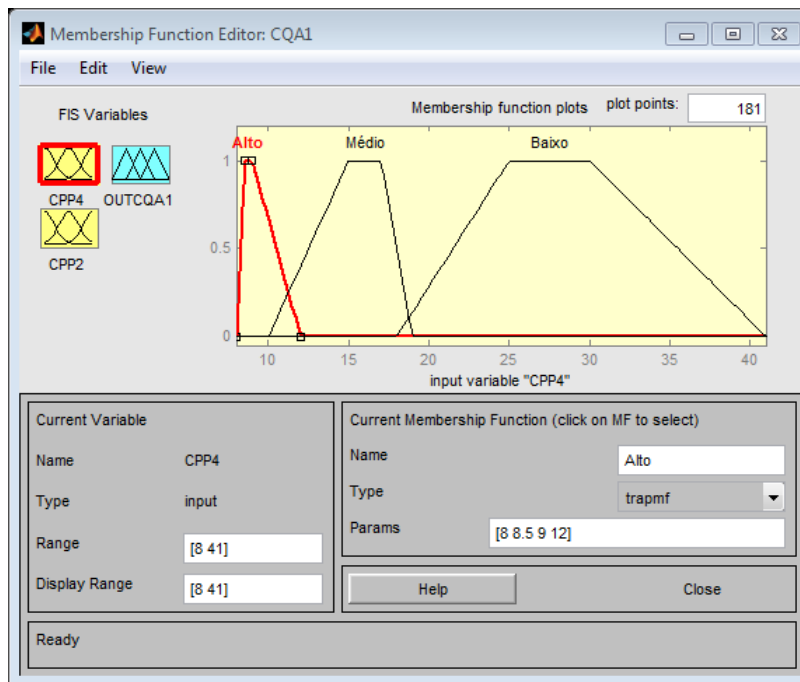 Membership Function Editor: CQA1
File Edit View
FIS Variables
CPP4 OUTCQA1
CPP2
Membership function plots plot points: 181
Alto Médio Baixo
1
0.5
0
10 15 20 25 30 35 40
input variable "CPP4"
Current Variable
Name CPP4
Type input
Range [8 41]
Display Range [8 41]
Current Membership Function (click on MF to select)
Name Alto
Type trapmf
Params [8 8.5 9 12]
Help Close
Ready